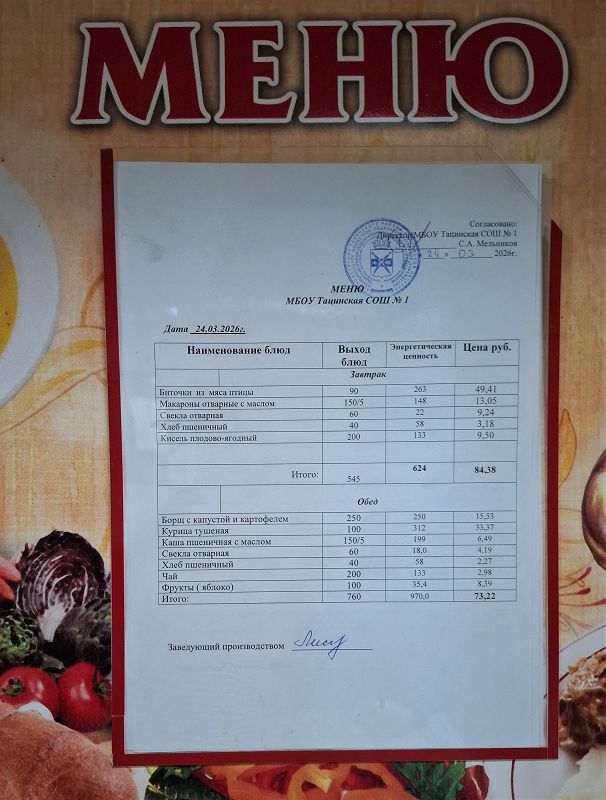 МЕНЮ
Согласовано:
Директор МБОУ Тацинская СОШ № 1
С.А. Мельников
« 24 » 03 2026г.
МЕНЮ
МБОУ Тацинская СОШ № 1
Дата 24.03.2026г.
Наименование блюд Выход блюд Энергетическая ценность Цена руб.
Завтрак
Биточки из мяса птицы 90 263 49,41
Макароны отварные с маслом 150/5 148 13,05
Свекла отварная 60 22 9,24
Хлеб пшеничный 40 58 3,18
Кисель плодово-ягодный 200 133 9,50
Итого: 545 624 84,38
Обед
Борщ с капустой и картофелем 250 250 15,53
Курица тушеная 100 312 33,37
Каша пшеничная с маслом 150/5 199 6,49
Свекла отварная 60 18,0 4,19
Хлеб пшеничный 40 58 2,27
Чай 200 133 2,98
Фрукты ( яблоко) 100 35,4 8,39
Итого: 760 970,0 73,22
Заведующий производством